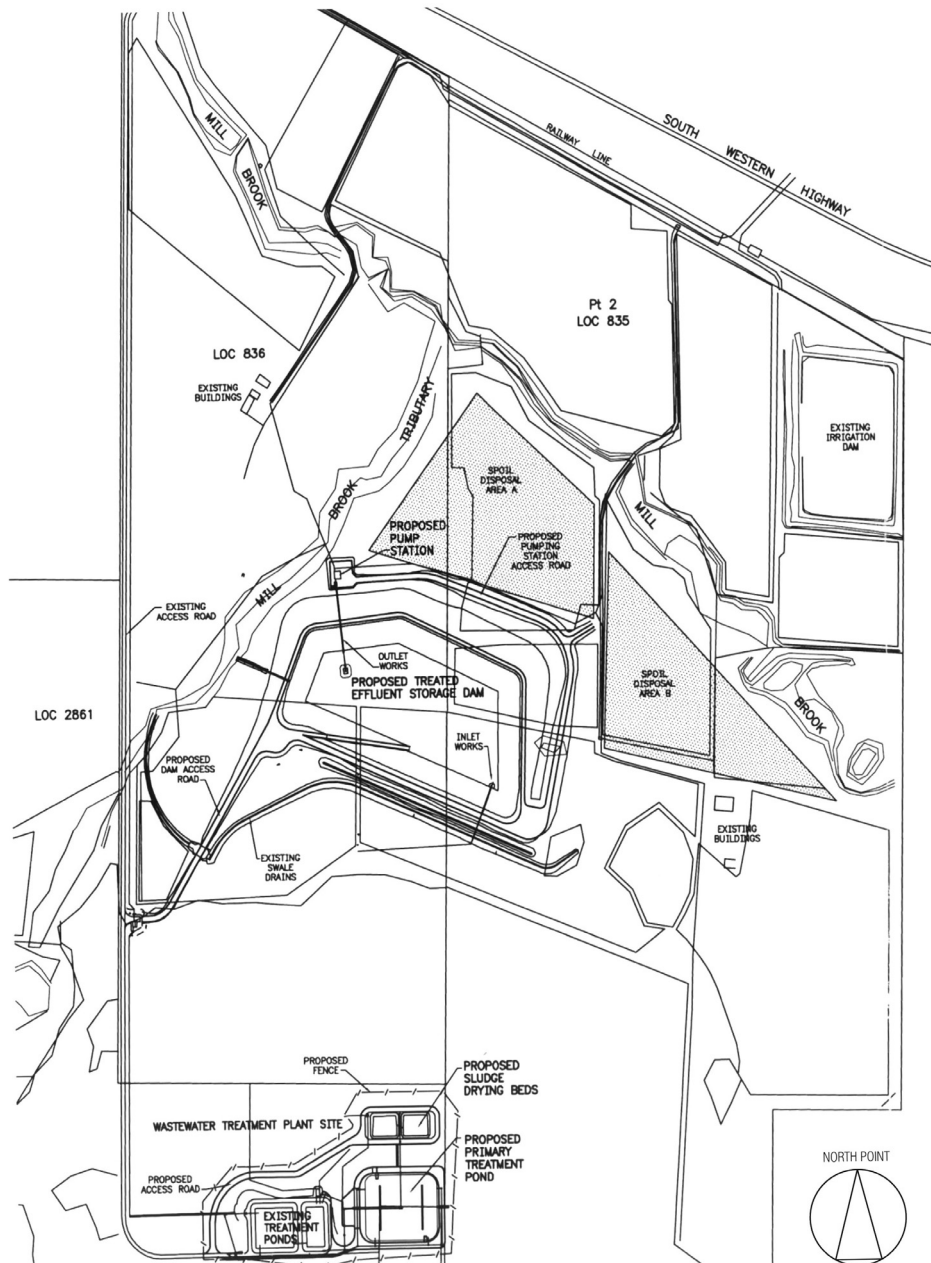 SOUTH
WESTERN
HIGHWAY
RAILWAY
LINE
MILL
BROOK
Pt 2
LOC 835
LOC 836
EXISTING
BUILDINGS
TRIBUTARY
BROOK
MILL
EXISTING
IRRIGATION
DAM
SPOIL
DISPOSAL
AREA A
PROPOSED
PUMP
STATION
PROPOSED
PUMPING
STATION
ACCESS ROAD
MILL
BROOK
EXISTING
ACCESS ROAD
OUTLET
WORKS
PROPOSED TREATED
EFFLUENT STORAGE DAM
SPOIL
DISPOSAL
AREA B
LOC 2861
INLET
WORKS
PROPOSED
DAM ACCESS
ROAD
EXISTING
SWALE
DRAINS
EXISTING
BUILDINGS
PROPOSED
FENCE
PROPOSED
SLUDGE
DRYING BEDS
WASTEWATER TREATMENT PLANT SITE
PROPOSED
PRIMARY
TREATMENT
POND
PROPOSED
ACCESS ROAD
EXISTING
TREATMENT
PONDS
NORTH POINT